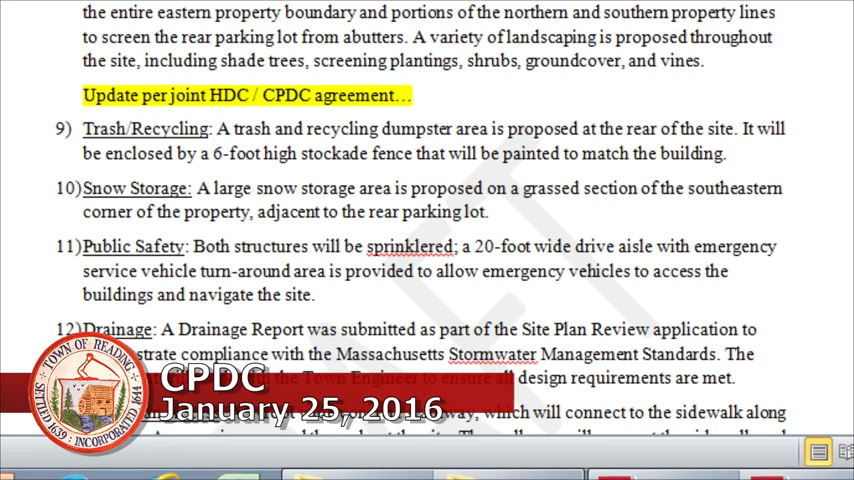 the entire eastern property boundary and portions of the northern and southern property lines
to screen the rear parking lot from abutters. A variety of landscaping is proposed throughout
the site, including shade trees, screening plantings, shrubs, groundcover, and vines.
Update per joint HDC / CPDC agreement…
9) Trash/Recycling: A trash and recycling dumpster area is proposed at the rear of the site. It will
be enclosed by a 6-foot high stockade fence that will be painted to match the building.
10) Snow Storage: A large snow storage area is proposed on a grassed section of the southeastern
corner of the property, adjacent to the rear parking lot.
11) Public Safety: Both structures will be sprinklered; a 20-foot wide drive aisle with emergency
service vehicle turn-around area is provided to allow emergency vehicles to access the
buildings and navigate the site.
12) Drainage: A Drainage Report was submitted as part of the Site Plan Review application to
strate compliance with the Massachusetts Stormwater Management Standards. The
the Town Engineer to ensure all design requirements are met.
way, which will connect to the sidewalk along
TOWN OF READING
SETTLED 1639 INCORPORATED 1644
CPDC
January 25, 2016